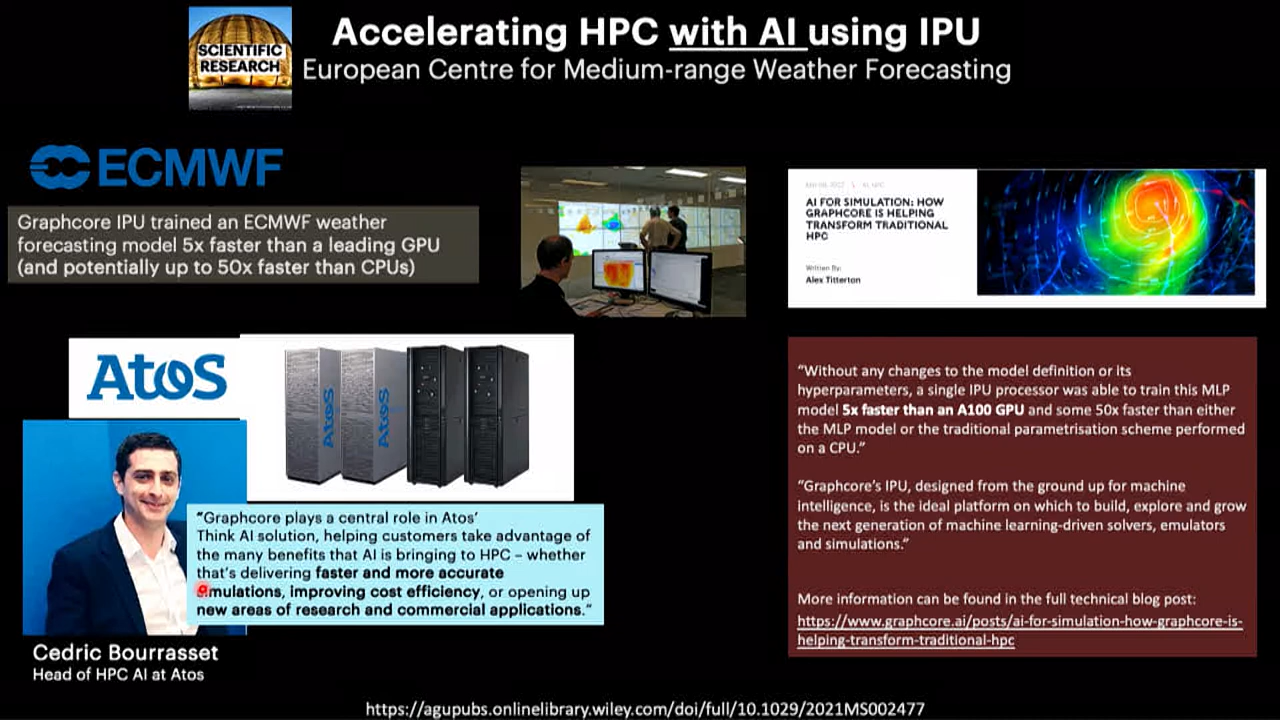 SCIENTIFIC
RESEARCH
Accelerating HPC with AI using IPU
European Centre for Medium-range Weather Forecasting
ECMWF
Graphcore IPU trained an ECMWF weather
forecasting model 5x faster than a leading GPU
(and potentially up to 50x faster than CPUs)
AI FOR SIMULATION: HOW
GRAPHCORE IS HELPING
TRANSFORM TRADITIONAL
HPC
Written By:
Alex Titterton
Atos
Atos
Atos
"Graphcore plays a central role in Atos'
Think AI solution, helping customers take advantage of
the many benefits that AI is bringing to HPC – whether
that's delivering faster and more accurate
simulations, improving cost efficiency, or opening up
new areas of research and commercial applications."
Cedric Bourrasset
Head of HPC AI at Atos
"Without any changes to the model definition or its
hyperparameters, a single IPU processor was able to train this MLP
model 5x faster than an A100 GPU and some 50x faster than either
the MLP model or the traditional parametrisation scheme performed
on a CPU."
"Graphcore's IPU, designed from the ground up for machine
intelligence, is the ideal platform on which to build, explore and grow
the next generation of machine learning-driven solvers, emulators
and simulations."
More information can be found in the full technical blog post:
https://www.graphcore.ai/posts/ai-for-simulation-how-graphcore-is-
helping-transform-traditional-hpc
https://agupubs.onlinelibrary.wiley.com/doi/full/10.1029/2021MS002477